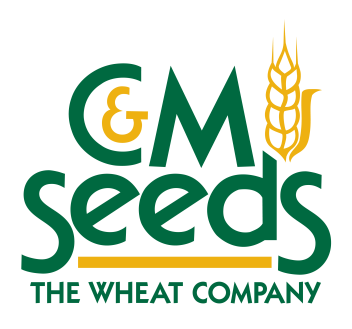 C&M
Seeds
THE WHEAT COMPANY